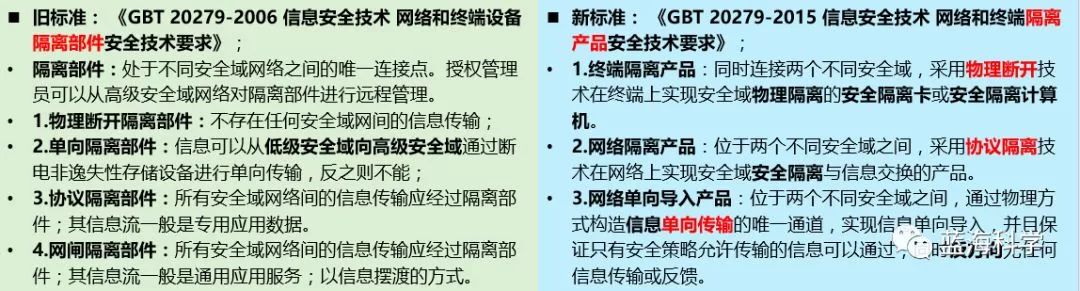 ■ 旧标准：《GBT 20279-2006 信息安全技术 网络和终端设备
隔离部件安全技术要求》；
• 隔离部件：处于不同安全域网络之间的唯一连接点。授权管理
员可以从高级安全域网络对隔离部件进行远程管理。
• 1.物理断开隔离部件：不存在任何安全域网间的信息传输；
• 2.单向隔离部件：信息可以从低级安全域向高级安全域通过断
电非逸失性存储设备进行单向传输，反之则不能；
• 3.协议隔离部件：所有安全域网络间的信息传输应经过隔离部
件；其信息流一般是专用应用数据。
• 4.网闸隔离部件：所有安全域网络间的信息传输应经过隔离部
件；其信息流一般是通用应用服务；以信息摆渡的方式。
■ 新标准：《GBT 20279-2015 信息安全技术 网络和终端隔离
产品安全技术要求》；
• 1.终端隔离产品：同时连接两个不同安全域，采用物理断开技
术在终端上实现安全域物理隔离的安全隔离卡或安全隔离计算
机。
• 2.网络隔离产品：位于两个不同安全域之间，采用协议隔离技
术在网络上实现安全域安全隔离与信息交换的产品。
• 3.网络单向导入产品：位于两个不同安全域之间，通过物理方
式构造信息单向传输的唯一通道，实现信息单向导入，并且保
证只有安全策略允许传输的信息可以通过，方向无任何
信息传输或反馈。
蓝海科学